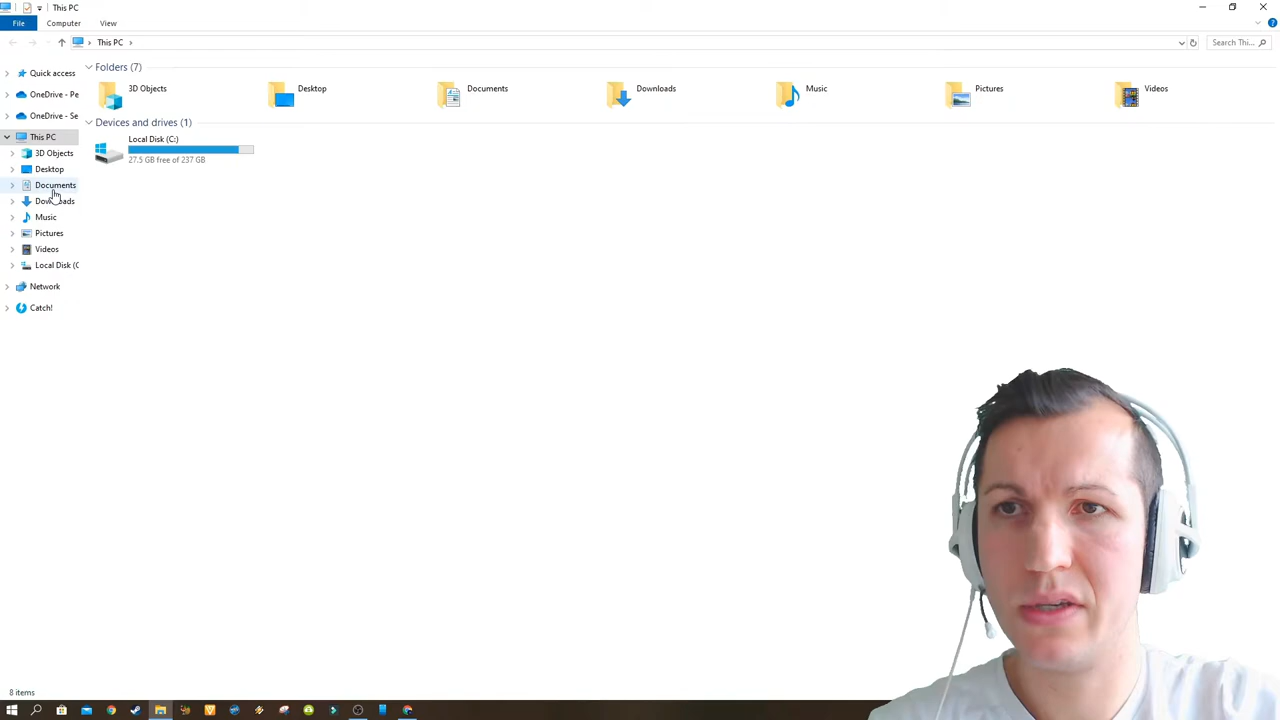 This PC
File
Computer
View
This PC
Search Thi...
Quick access
OneDrive - Pe
OneDrive - Se
This PC
3D Objects
Desktop
Documents
Downloads
Music
Pictures
Videos
Local Disk (C
Network
Catch!
Folders (7)
3D Objects
Desktop
Documents
Downloads
Music
Pictures
Videos
Devices and drives (1)
Local Disk (C:)
27.5 GB free of 237 GB
8 items